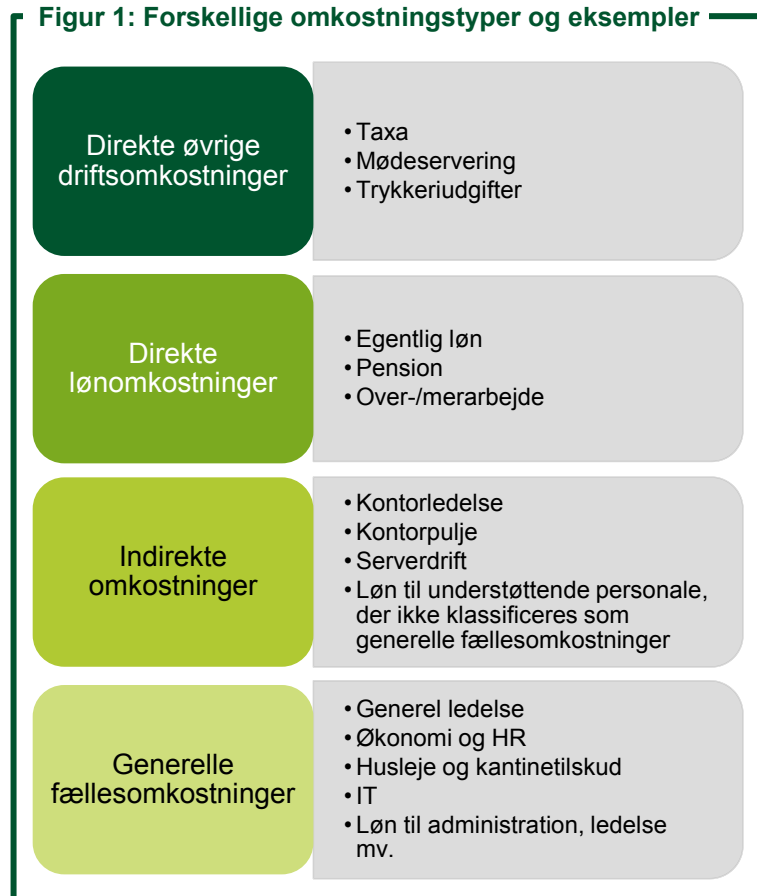 Figur 1: Forskellige omkostningstyper og eksempler
Direkte øvrige
driftsomkostninger
• Taxa
• Mødeservering
• Trykkeriudgifter
Direkte
lønomkostninger
• Egentlig løn
• Pension
• Over-/merarbejde
Indirekte
omkostninger
• Kontorledelse
• Kontorpulje
• Serverdrift
• Løn til understøttende personale,
der ikke klassificeres som
generelle fællesomkostninger
Generelle
fællesomkostninger
• Generel ledelse
• Økonomi og HR
• Husleje og kantinetilskud
• IT
• Løn til administration, ledelse
mv.